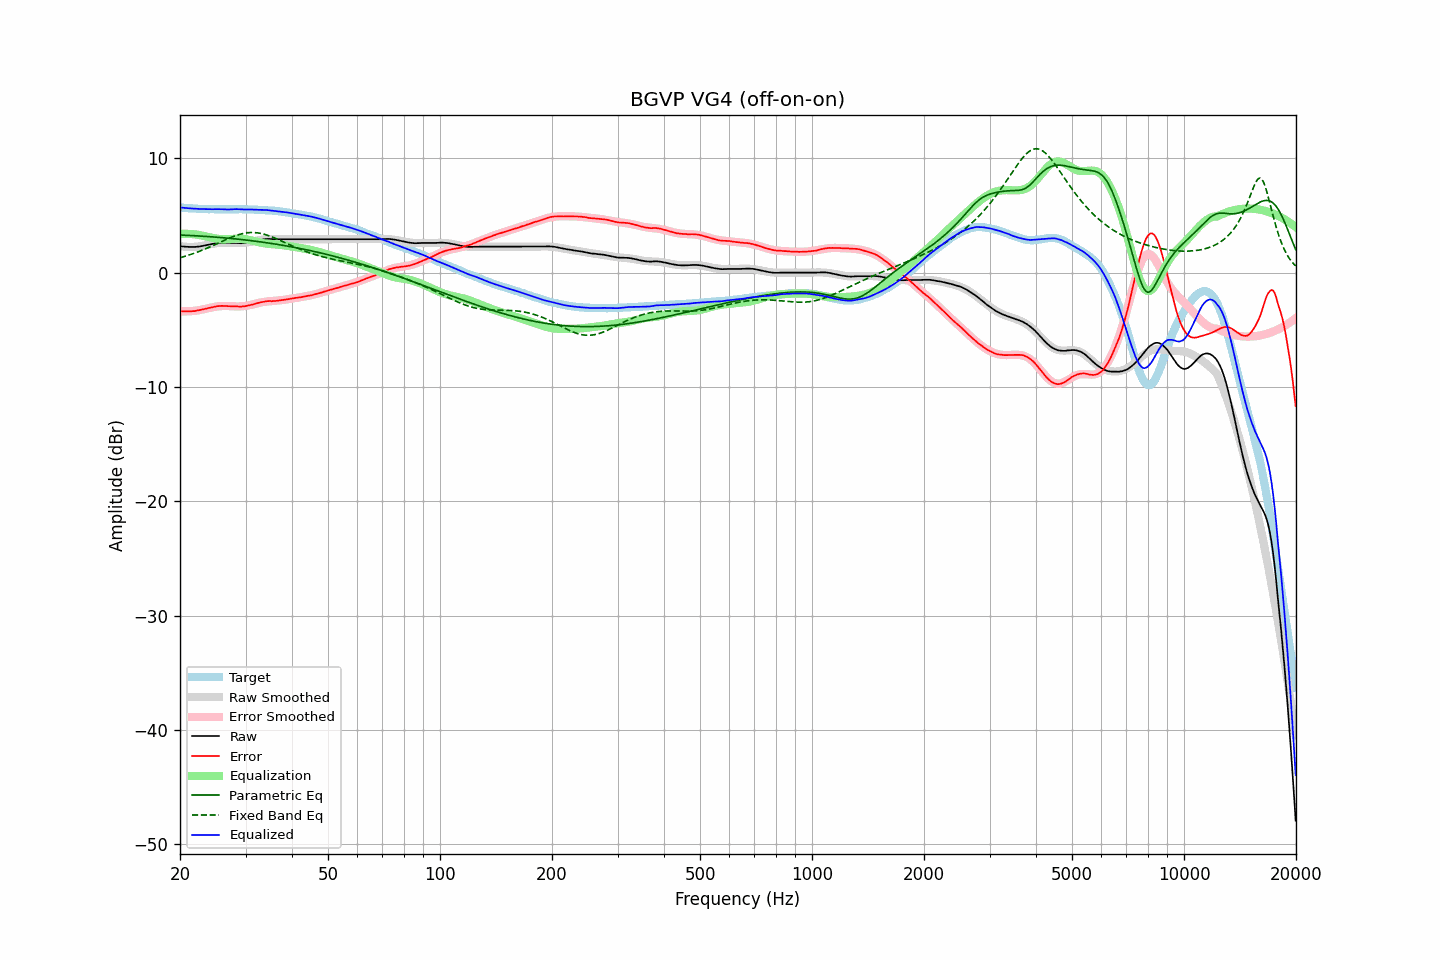 BGVP VG4 (off-on-on)
Amplitude (dBr)
10
0
−10
−20
−30
−40
−50
Target
Raw Smoothed
Error Smoothed
Raw
Error
Equalization
Parametric Eq
Fixed Band Eq
Equalized
20 50 100 200 500 1000 2000 5000 10000 20000
Frequency (Hz)